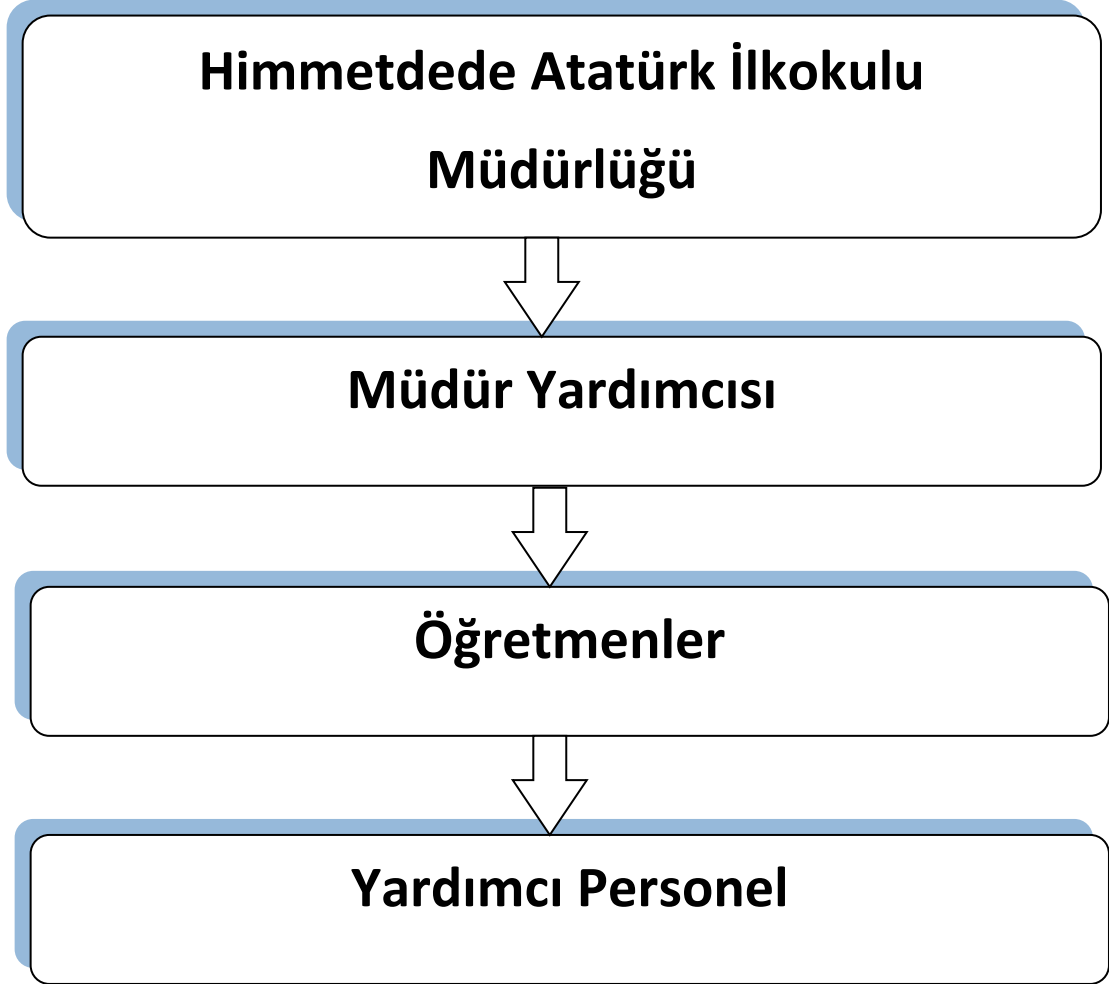 Himmetdede Atatürk İlkokulu
Müdürlüğü
Müdür Yardımcısı
Öğretmenler
Yardımcı Personel